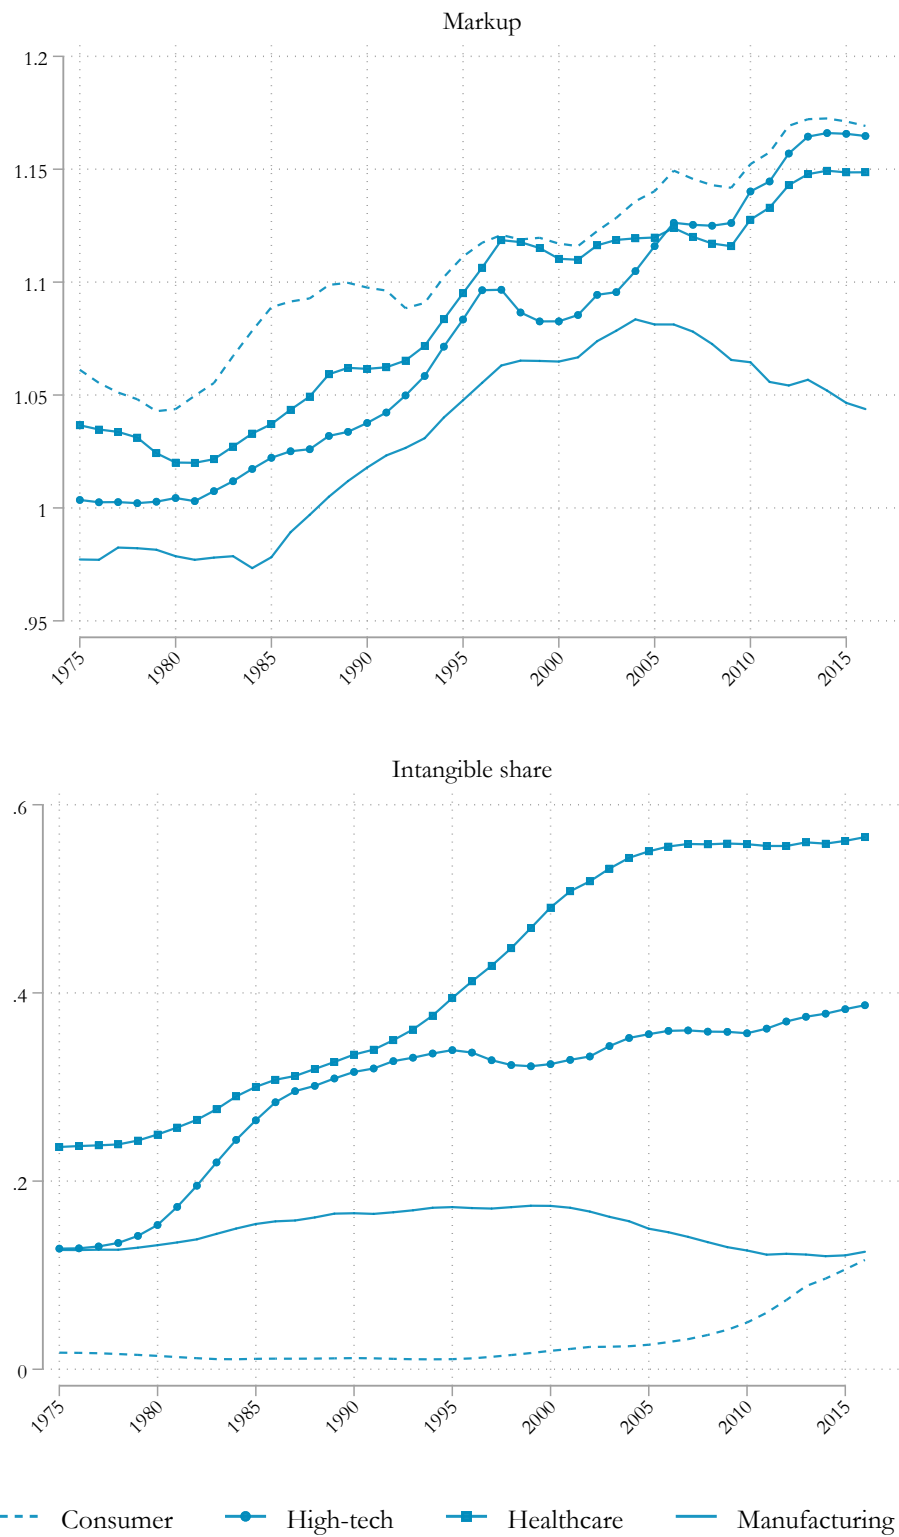 Markup
1.2
1.15
1.1
1.05
1
.95
1975 1980 1985 1990 1995 2000 2005 2010 2015
Intangible share
.6
.4
.2
0
1975 1980 1985 1990 1995 2000 2005 2010 2015
Consumer High-tech Healthcare Manufacturing